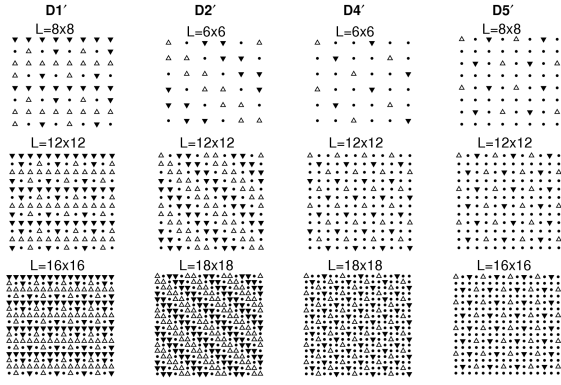 D1′ D2′ D4′ D5′
L=8x8 L=6x6 L=6x6 L=8x8
L=12x12 L=12x12 L=12x12 L=12x12
L=16x16 L=18x18 L=18x18 L=16x16